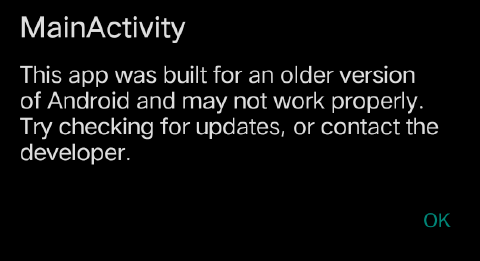 MainActivity
This app was built for an older version
of Android and may not work properly.
Try checking for updates, or contact the
developer.
OK